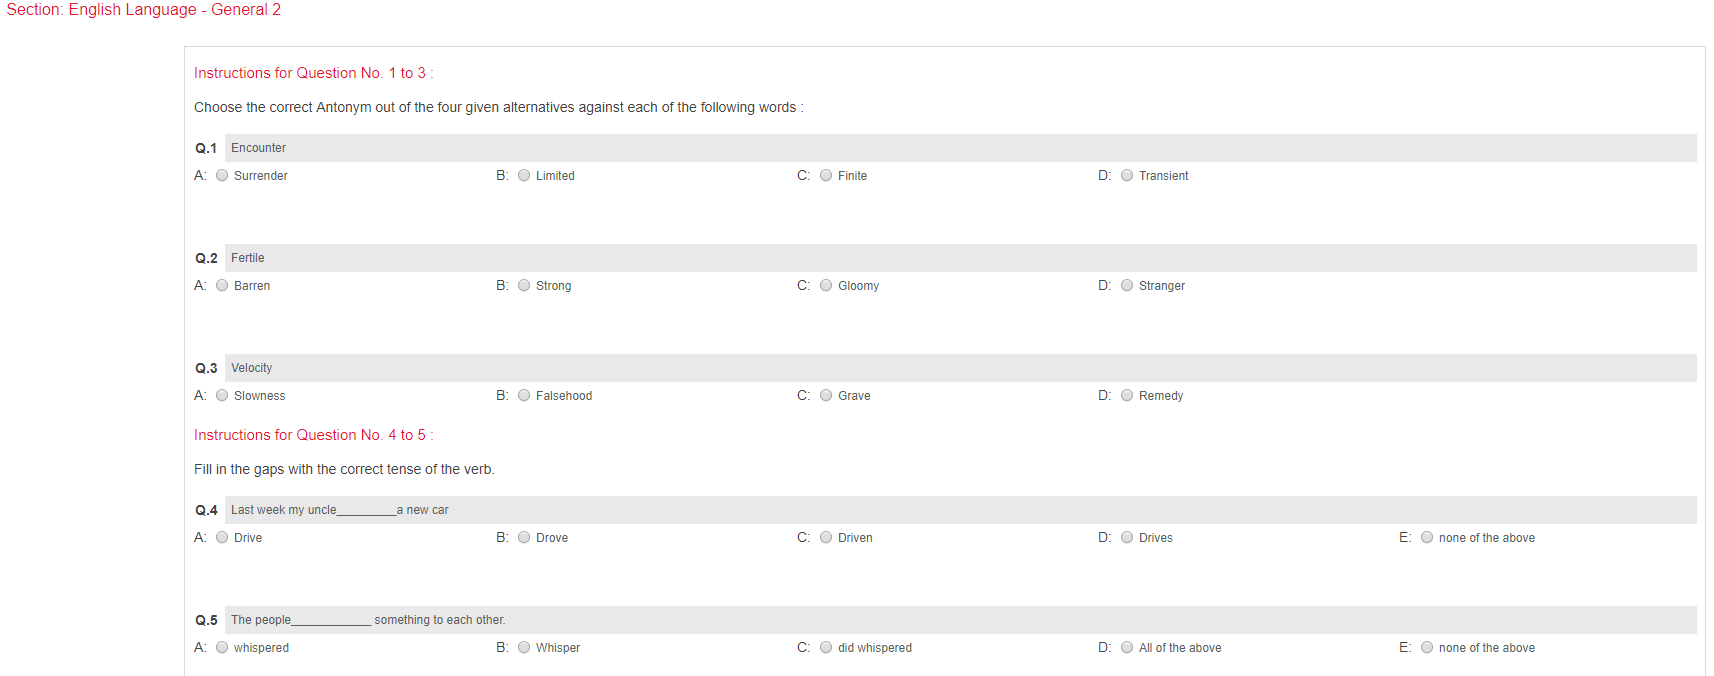 Section: English Language - General 2
Instructions for Question No. 1 to 3 :
Choose the correct Antonym out of the four given alternatives against each of the following words :
Q.1 Encounter
A: Surrender B: Limited C: Finite D: Transient
Q.2 Fertile
A: Barren B: Strong C: Gloomy D: Stranger
Q.3 Velocity
A: Slowness B: Falsehood C: Grave D: Remedy
Instructions for Question No. 4 to 5 :
Fill in the gaps with the correct tense of the verb.
Q.4 Last week my uncle_________a new car
A: Drive B: Drove C: Driven D: Drives E: none of the above
Q.5 The people____________ something to each other.
A: whispered B: Whisper C: did whispered D: All of the above E: none of the above